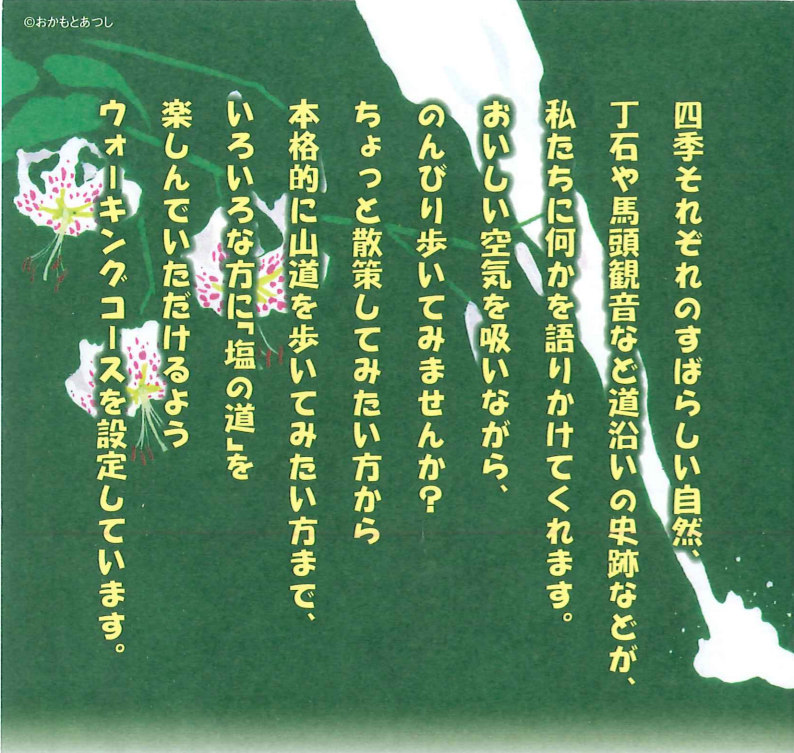 ©おかもとあつし
四季それぞれのすばらしい自然、
丁石や馬頭観音など道沿いの史跡などが、
私たちに何かを語りかけてくれます。
おいしい空気を吸いながら、
のんびり歩いてみませんか？
ちょっと散策してみたい方から
本格的に山道を歩いてみたい方まで、
いろいろな方に「塩の道」を
楽しんでいただけるよう
ウォーキングコースを設定しています。